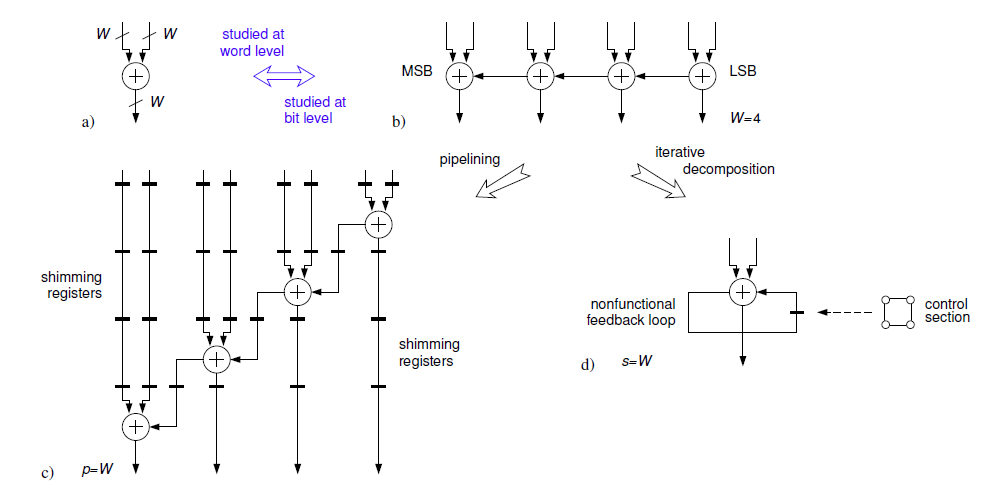 W
W
W
a)
studied at
word level
studied at
bit level
MSB
LSB
b)
W=4
pipelining
iterative
decomposition
shimming
registers
shimming
registers
c)
p=W
nonfunctional
feedback loop
control
section
d)
s=W